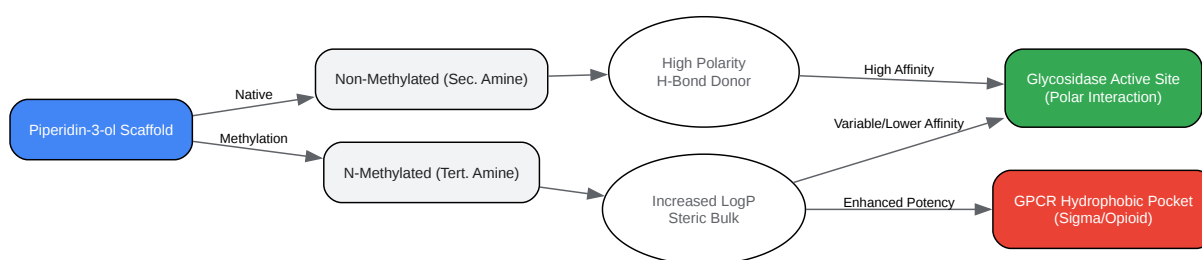 Piperidin-3-ol Scaffold
Native
Methylation
Non-Methylated (Sec. Amine)
N-Methylated (Tert. Amine)
High Polarity
H-Bond Donor
Increased LogP
Steric Bulk
High Affinity
Variable/Lower Affinity
Enhanced Potency
Glycosidase Active Site
(Polar Interaction)
GPCR Hydrophobic Pocket
(Sigma/Opioid)